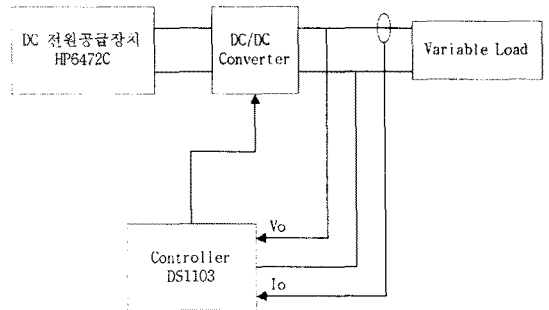 DC 전원공급장치
HP6472C
DC/DC
Converter
Variable Load
Vo
Controller
DS1103
Io